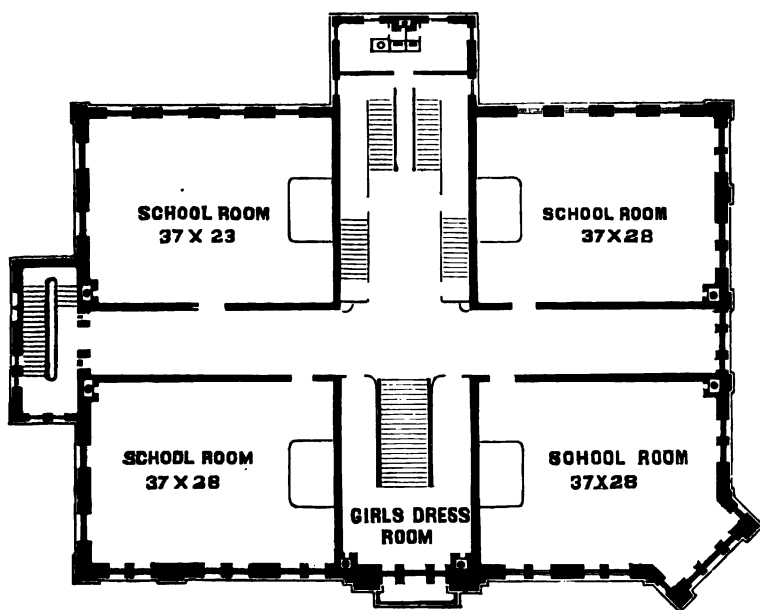 SCHOOL ROOM
37 X 23
SCHOOL ROOM
37X28
SCHOOL ROOM
37 X 28
SCHOOL ROOM
37X28
GIRLS DRESS
ROOM